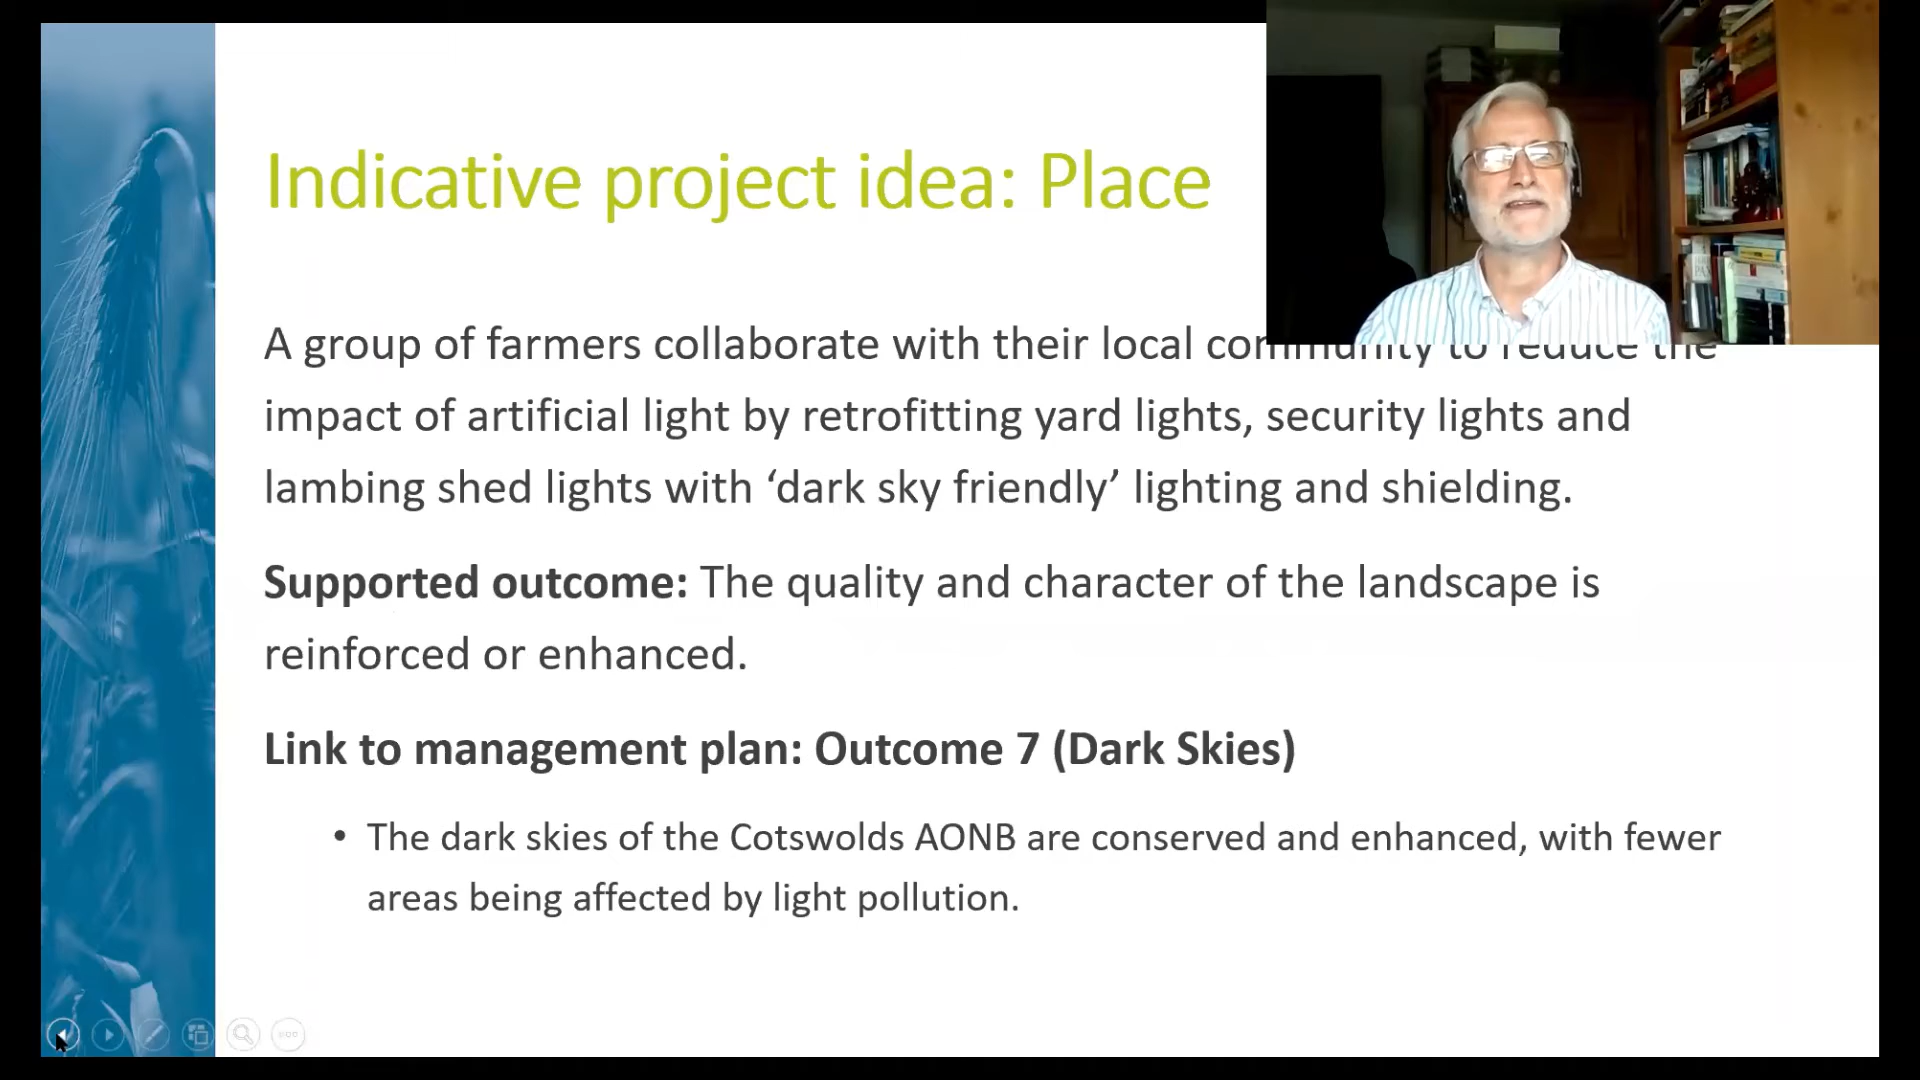 Indicative project idea: Place
A group of farmers collaborate with their local community to reduce the
impact of artificial light by retrofitting yard lights, security lights and
lambing shed lights with ‘dark sky friendly’ lighting and shielding.
Supported outcome: The quality and character of the landscape is
reinforced or enhanced.
Link to management plan: Outcome 7 (Dark Skies)
• The dark skies of the Cotswolds AONB are conserved and enhanced, with fewer
areas being affected by light pollution.